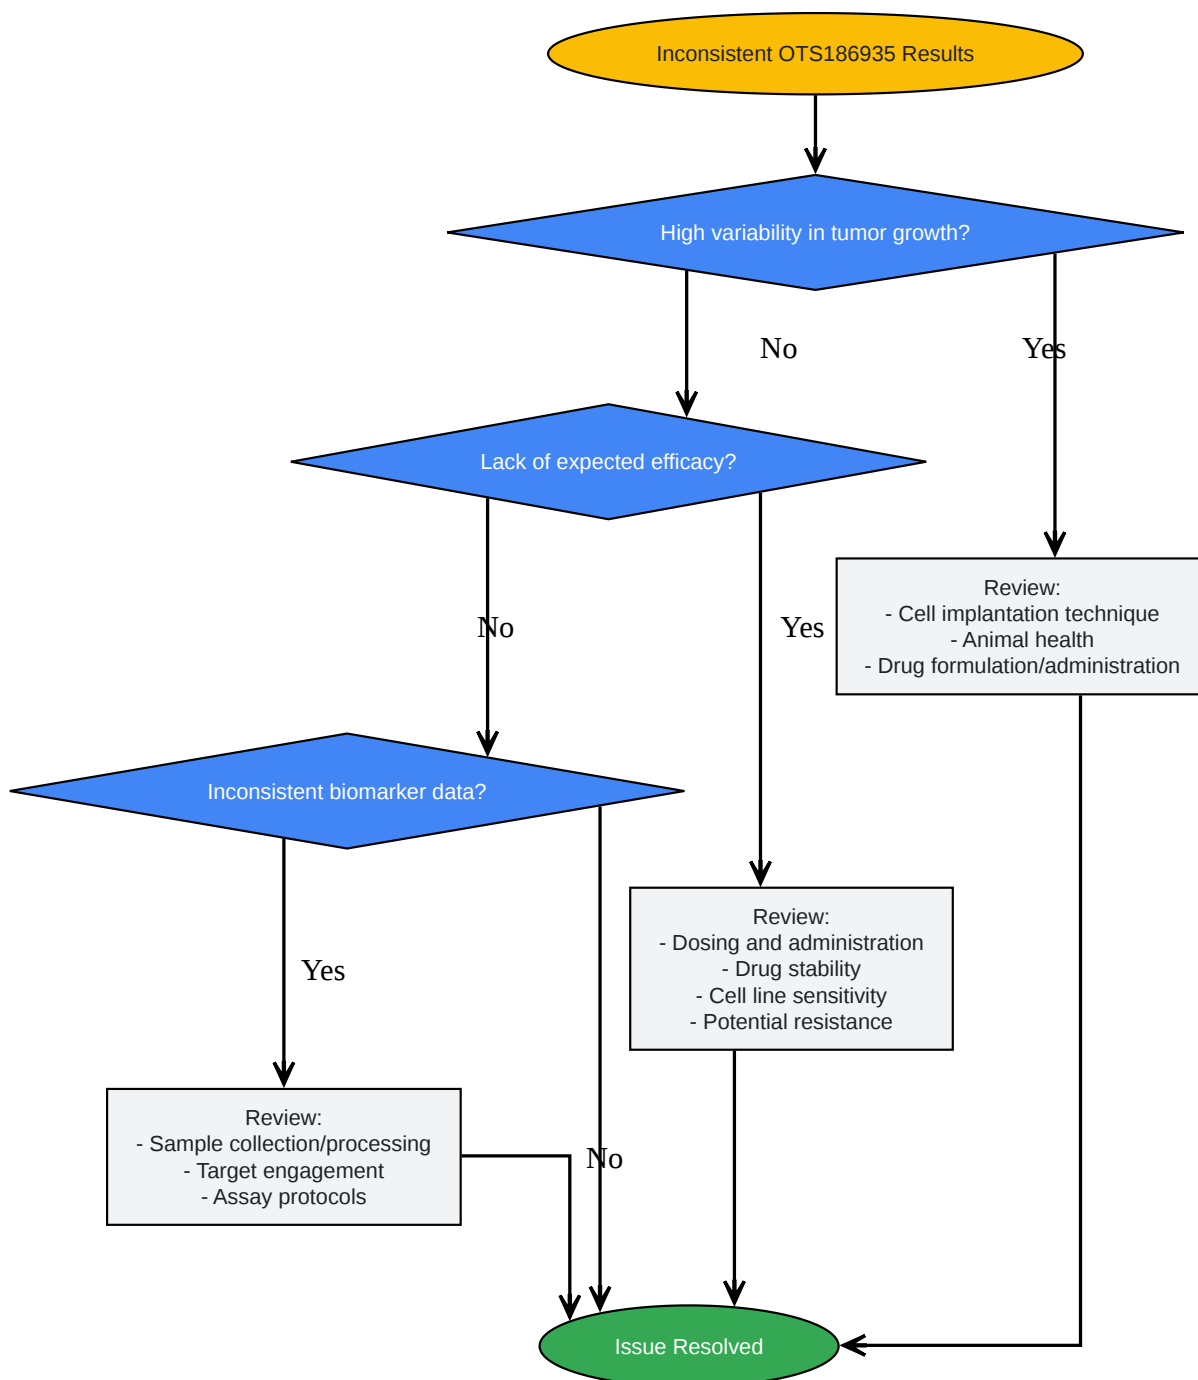 Inconsistent OTS186935 Results
High variability in tumor growth?
No
Yes
Lack of expected efficacy?
Review:
- Cell implantation technique
- Animal health
- Drug formulation/administration
No
Yes
Inconsistent biomarker data?
Review:
- Dosing and administration
- Drug stability
- Cell line sensitivity
- Potential resistance
Yes
Review:
- Sample collection/processing
- Target engagement
- Assay protocols
No
Issue Resolved